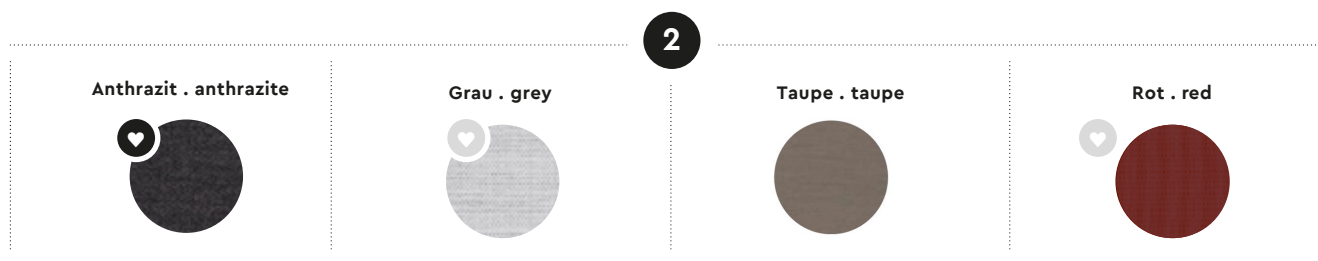 2
Anthrazit . anthrazite
Grau . grey
Taupe . taupe
Rot . red